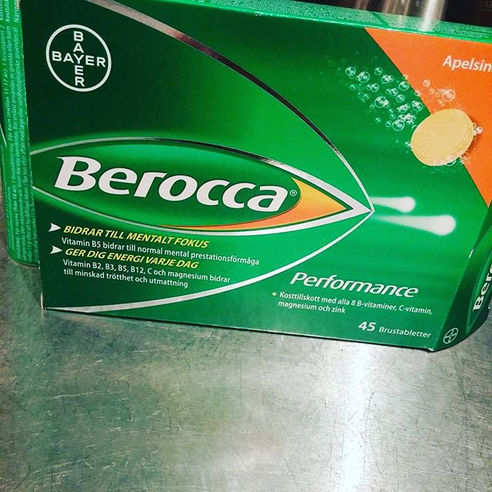 BAYER
BAYER
Apelsin
Berocca®
BIDRAR TILL MENTALT FOKUS
Vitamin B5 bidrar till normal mental prestationsförmåga
GER DIG ENERGI VARJE DAG
Vitamin B2, B3, B5, B12, C och magnesium bidrar
till minskad trötthet och utmattning
Performance
• Kosttillskott med alla 8 B-vitaminer, C-vitamin,
magnesium och zink
45 Brustabletter